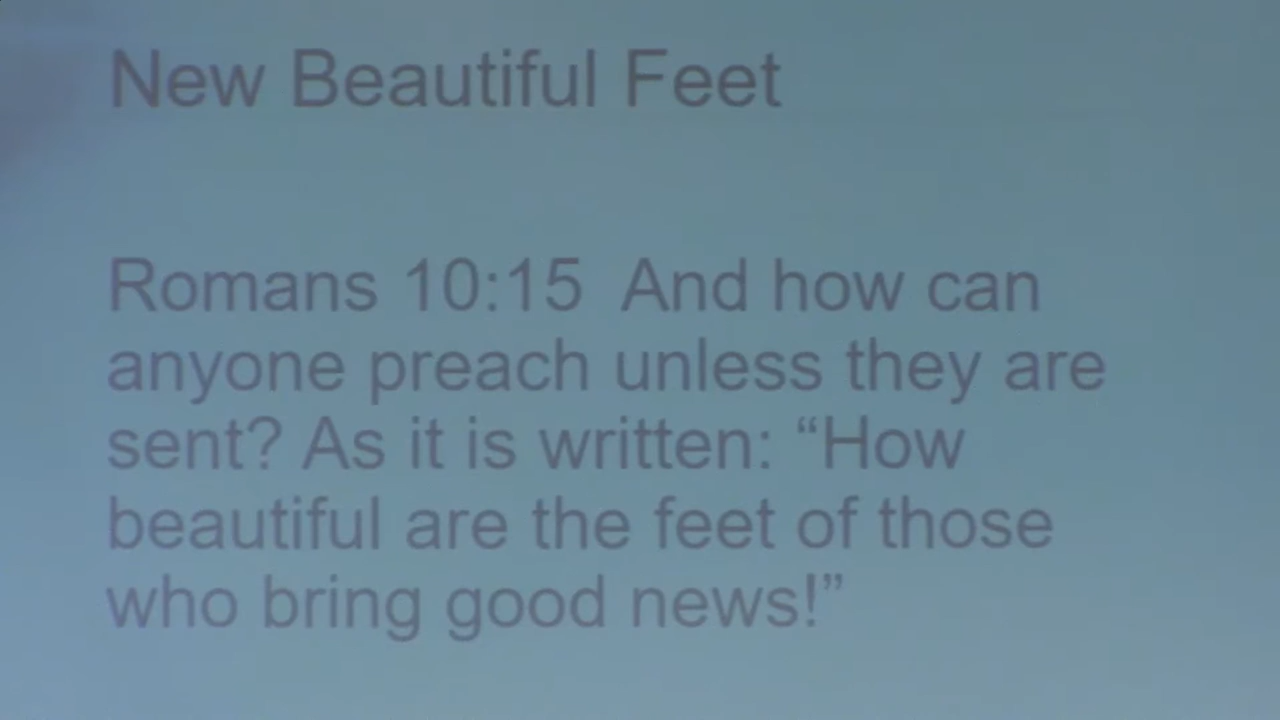 New Beautiful Feet
Romans 10:15  And how can
anyone preach unless they are
sent? As it is written: “How
beautiful are the feet of those
who bring good news!”